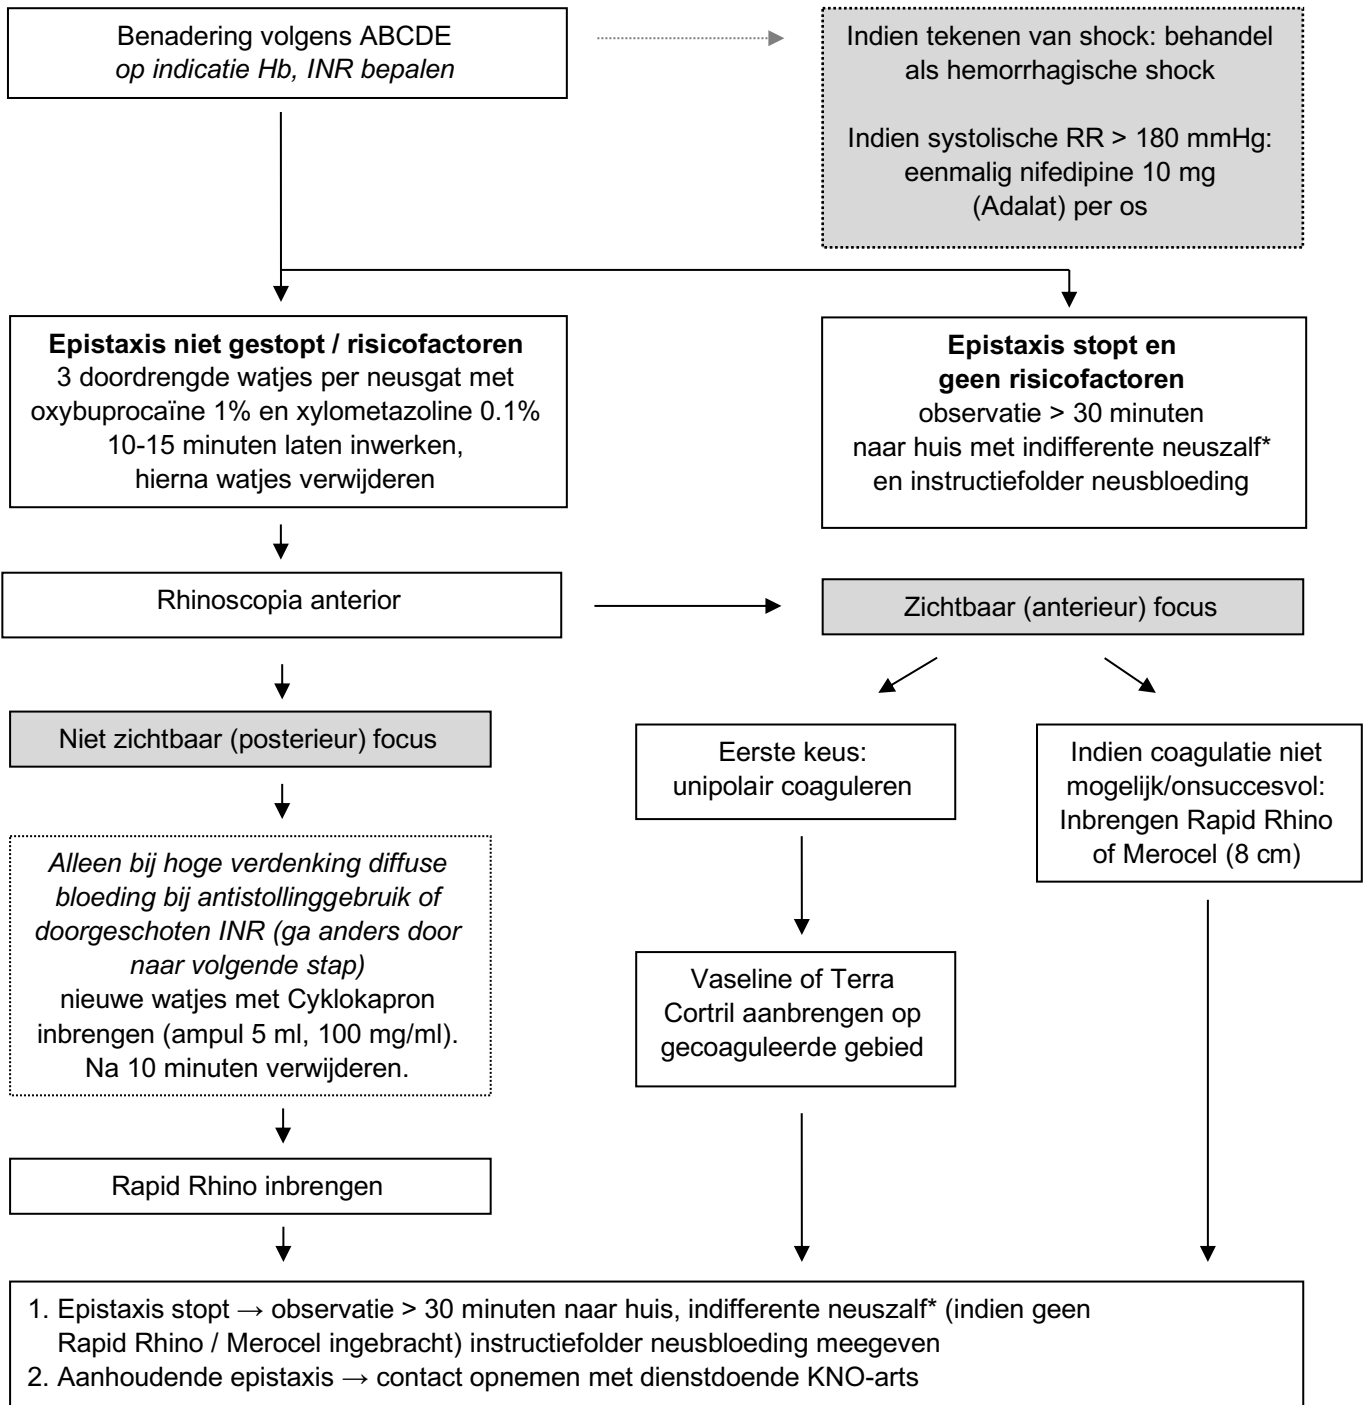 Benadering volgens ABCDE
op indicatie Hb, INR bepalen
Indien tekenen van shock: behandel
als hemorrhagische shock
Indien systolische RR > 180 mmHg:
eenmalig nifedipine 10 mg
(Adalat) per os
Epistaxis niet gestopt / risicofactoren
3 doordrengde watjes per neusgat met
oxybuprocaïne 1% en xylometazoline 0.1%
10-15 minuten laten inwerken,
hierna watjes verwijderen
Epistaxis stopt en
geen risicofactoren
observatie > 30 minuten
naar huis met indifferente neuszalf*
en instructiefolder neusbloeding
Rhinoscopia anterior
Zichtbaar (anterieur) focus
Niet zichtbaar (posterieur) focus
Eerste keus:
unipolair coaguleren
Indien coagulatie niet
mogelijk/onsuccesvol:
Inbrengen Rapid Rhino
of Merocel (8 cm)
Alleen bij hoge verdenking diffuse
bloeding bij antistollinggebruik of
doorgeschoten INR (ga anders door
naar volgende stap)
nieuwe watjes met Cyklokapron
inbrengen (ampul 5 ml, 100 mg/ml).
Na 10 minuten verwijderen.
Vaseline of Terra
Cortril aanbrengen op
gecoaguleerde gebied
Rapid Rhino inbrengen
1. Epistaxis stopt → observatie > 30 minuten naar huis, indifferente neuszalf* (indien geen
Rapid Rhino / Merocel ingebracht) instructiefolder neusbloeding meegeven
2. Aanhoudende epistaxis → contact opnemen met dienstdoende KNO-arts